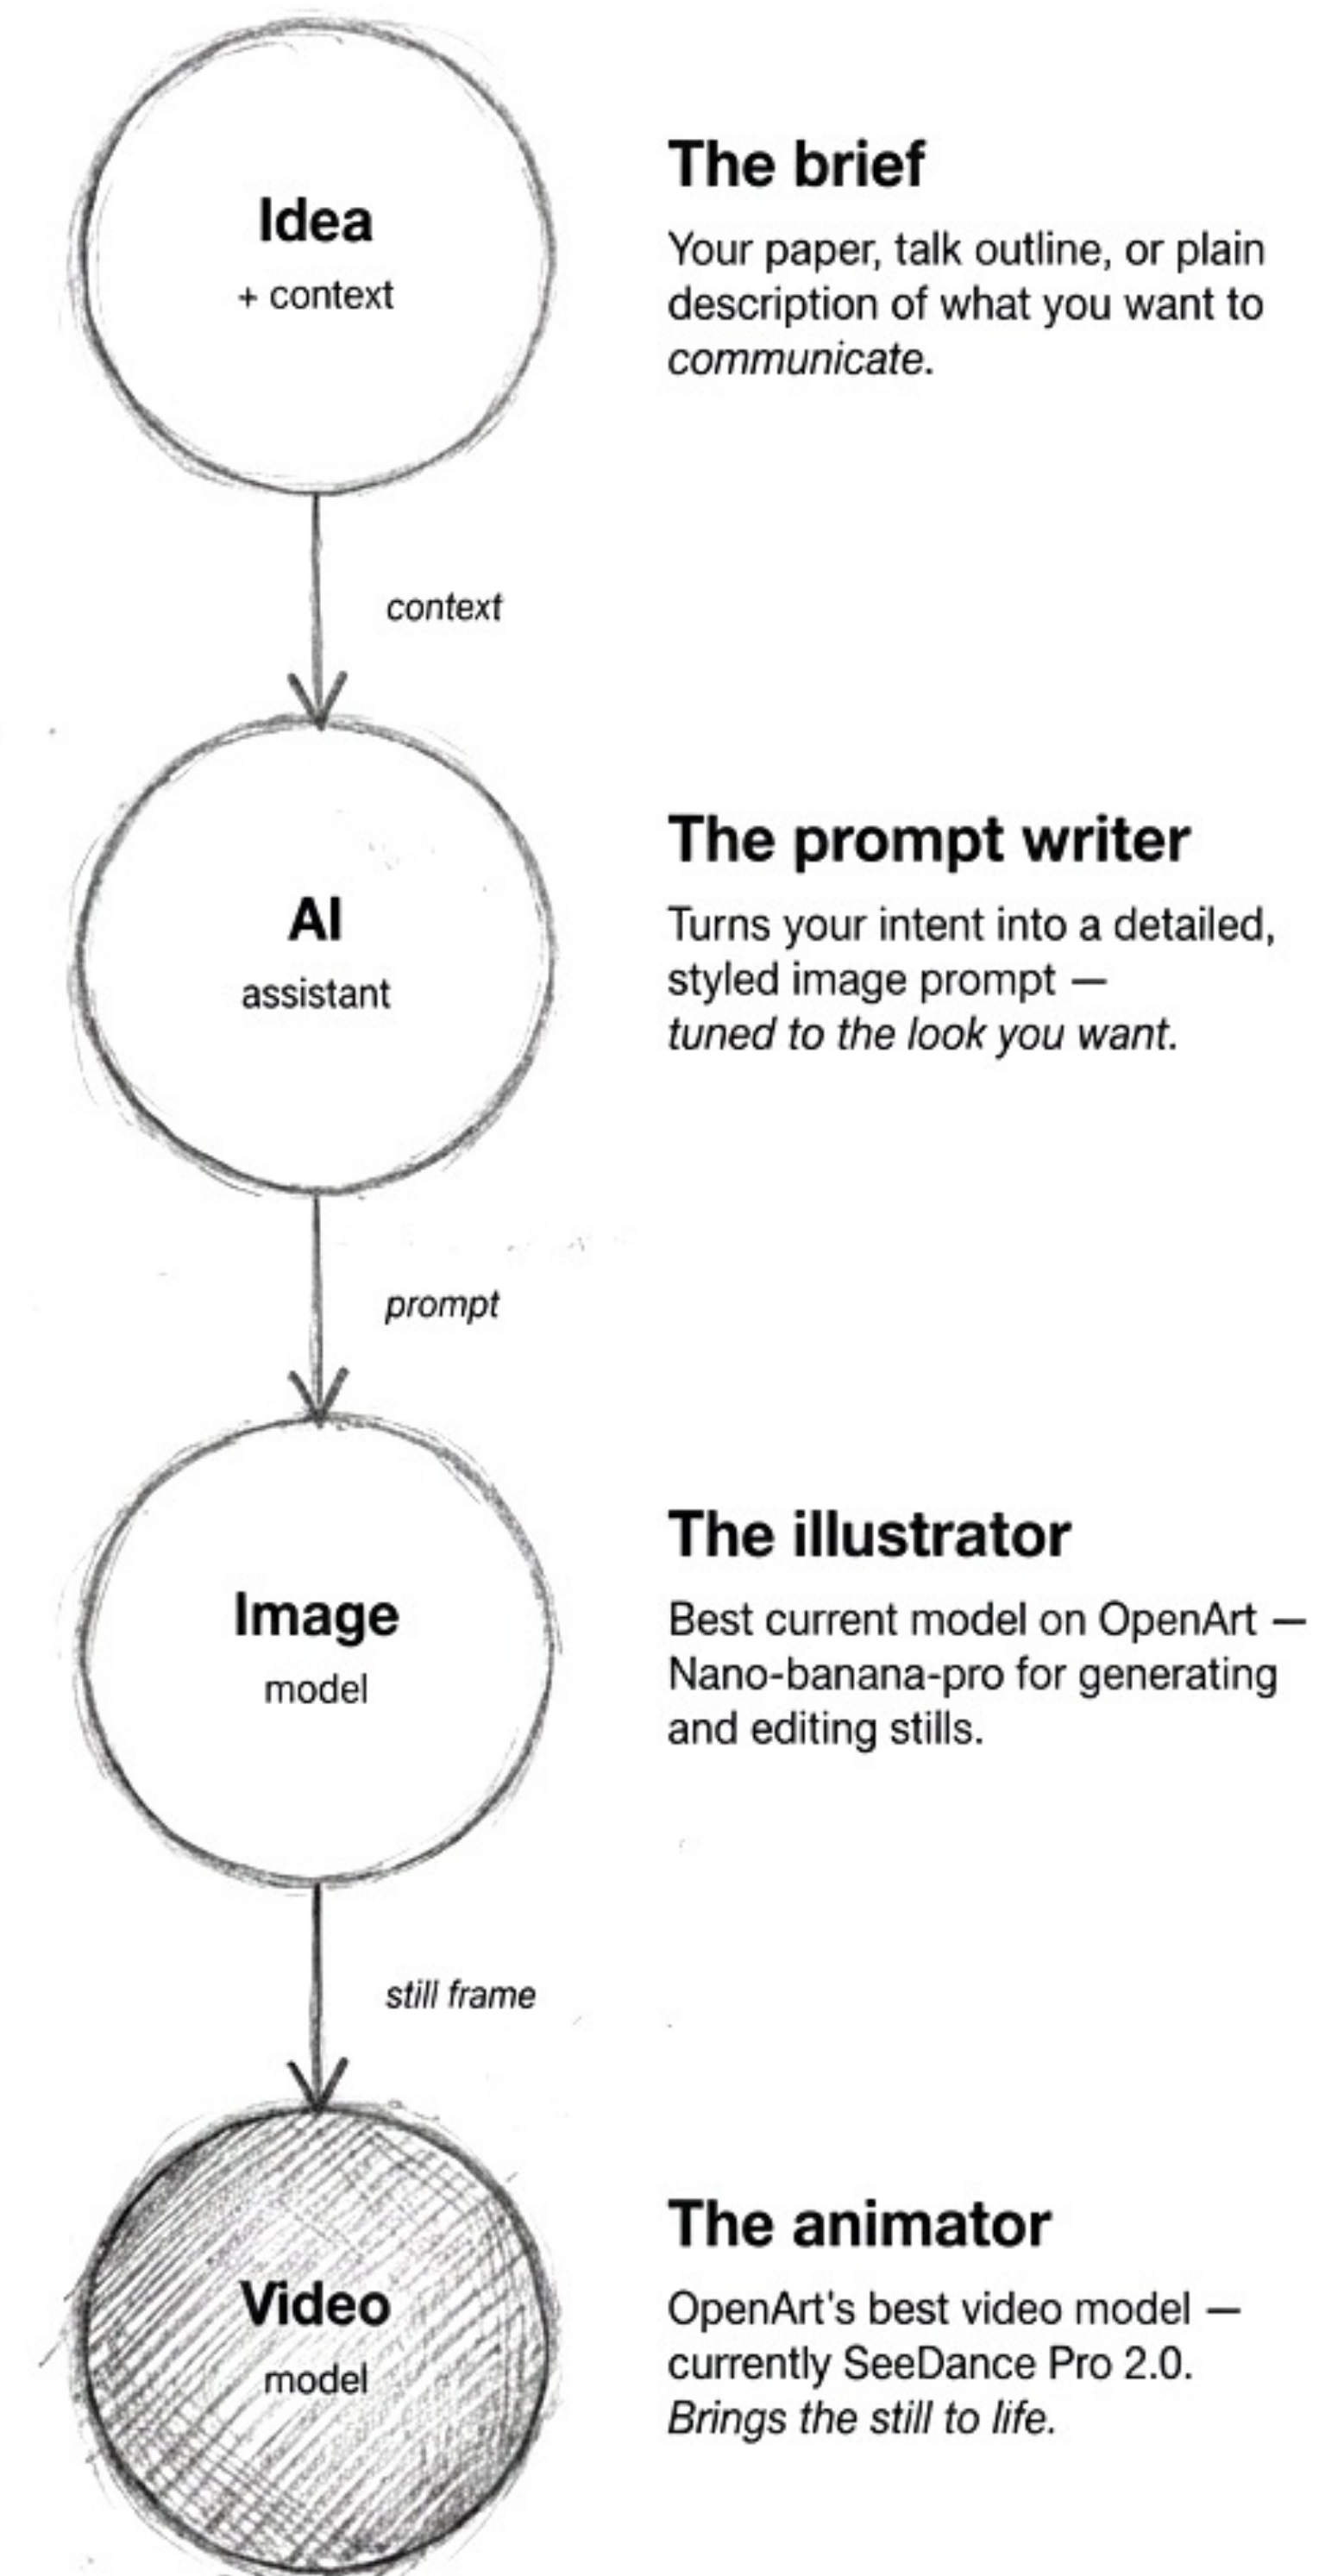 Idea
+ context
The brief
Your paper, talk outline, or plain
description of what you want to
communicate.
context
AI
assistant
The prompt writer
Turns your intent into a detailed,
styled image prompt —
tuned to the look you want.
prompt
Image
model
The illustrator
Best current model on OpenArt —
Nano-banana-pro for generating
and editing stills.
still frame
Video
model
The animator
OpenArt's best video model —
currently SeeDance Pro 2.0.
Brings the still to life.